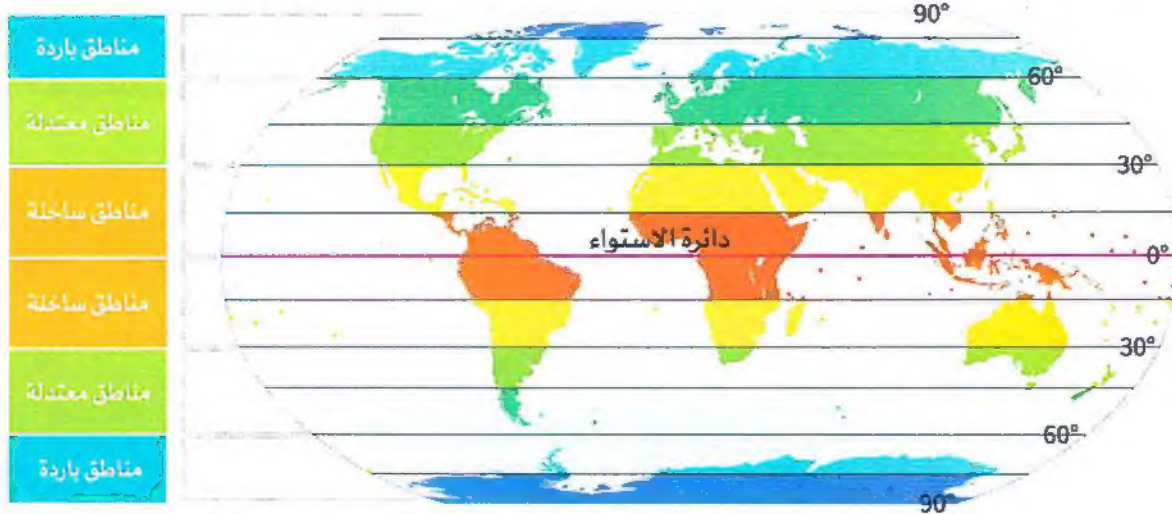 مناطق باردة
مناطق معتدلة
مناطق ساخنة
مناطق ساخنة
مناطق معتدلة
مناطق باردة
90°
60°
30°
دائرة الاستواء
0°
30°
60°
90°